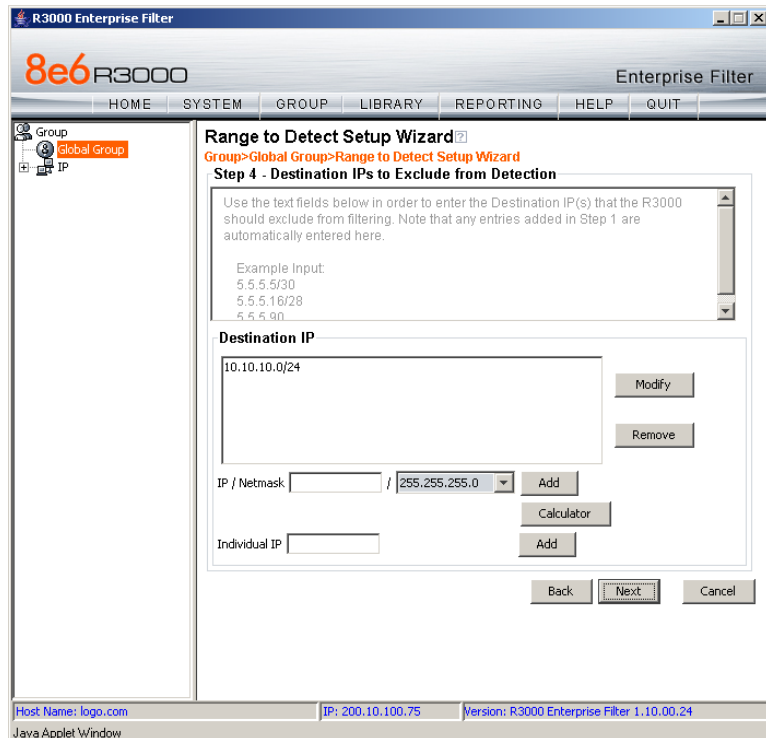 R3000 Enterprise Filter
8e6 R3000
Enterprise Filter
HOME SYSTEM GROUP LIBRARY REPORTING HELP QUIT
Group
Global Group
IP
Range to Detect Setup Wizard
Group>Global Group>Range to Detect Setup Wizard
Step 4 - Destination IPs to Exclude from Detection
Use the text fields below in order to enter the Destination IP(s) that the R3000
should exclude from filtering. Note that any entries added in Step 1 are
automatically entered here.
Example Input:
5.5.5.5/30
5.5.5.16/28
5.5.5.90
Destination IP
10.10.10.0/24
Modify
Remove
IP / Netmask / 255.255.255.0 Add
Calculator
Individual IP Add
Back Next Cancel
Host Name: logo.com IP: 200.10.100.75 Version: R3000 Enterprise Filter 1.10.00.24
Java Applet Window